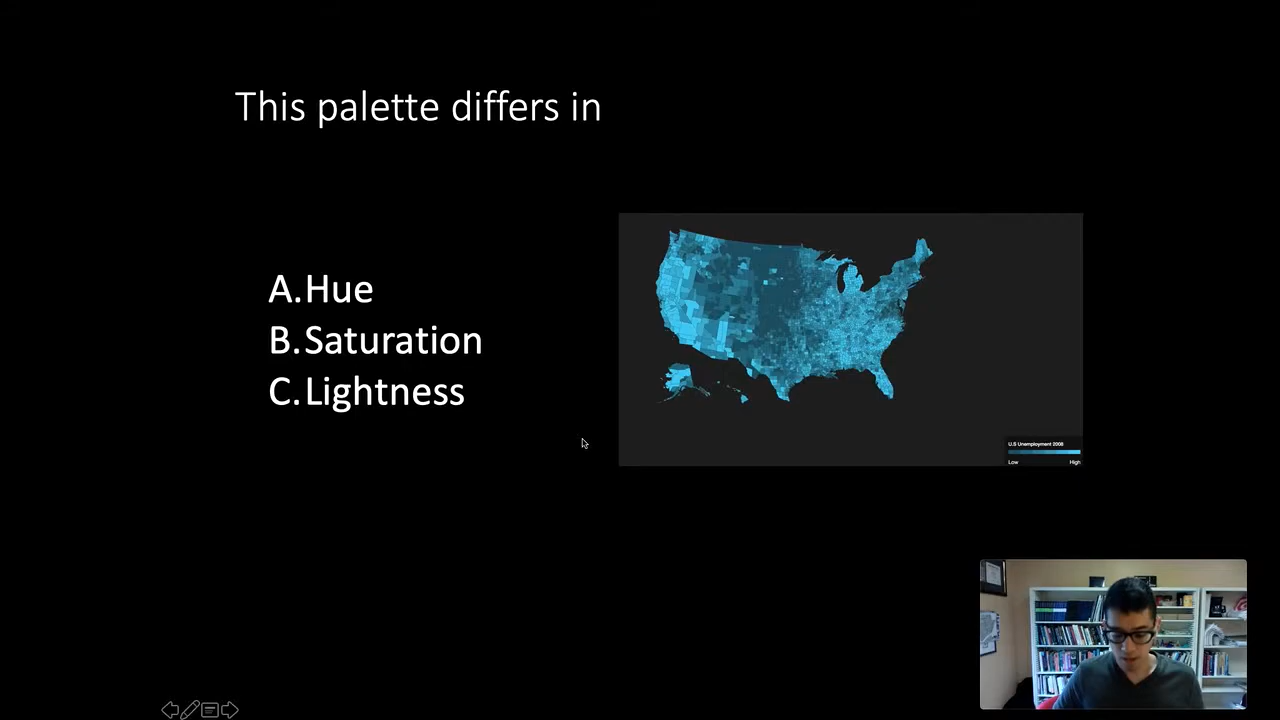 This palette differs in
A. Hue
B. Saturation
C. Lightness
U.S Unemployment 2008
Low High